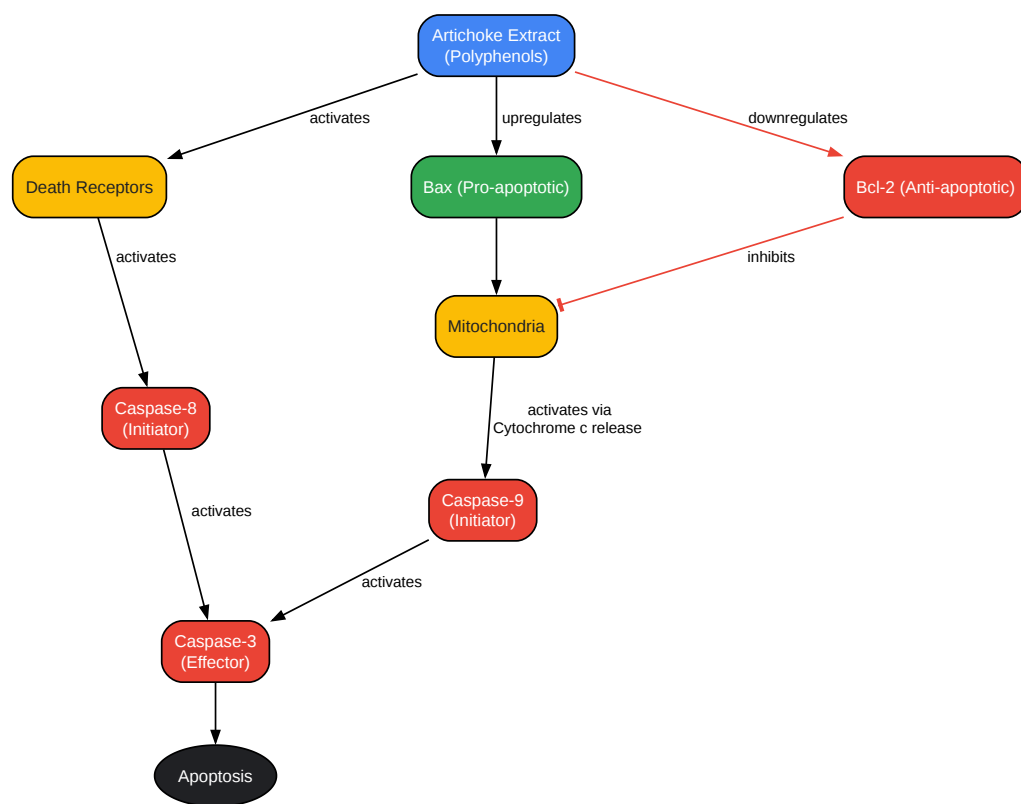 Artichoke Extract
(Polyphenols)
activates
upregulates
downregulates
Death Receptors
Bax (Pro-apoptotic)
Bcl-2 (Anti-apoptotic)
activates
inhibits
Mitochondria
Caspase-8
(Initiator)
activates via
Cytochrome c release
activates
Caspase-9
(Initiator)
activates
Caspase-3
(Effector)
Apoptosis